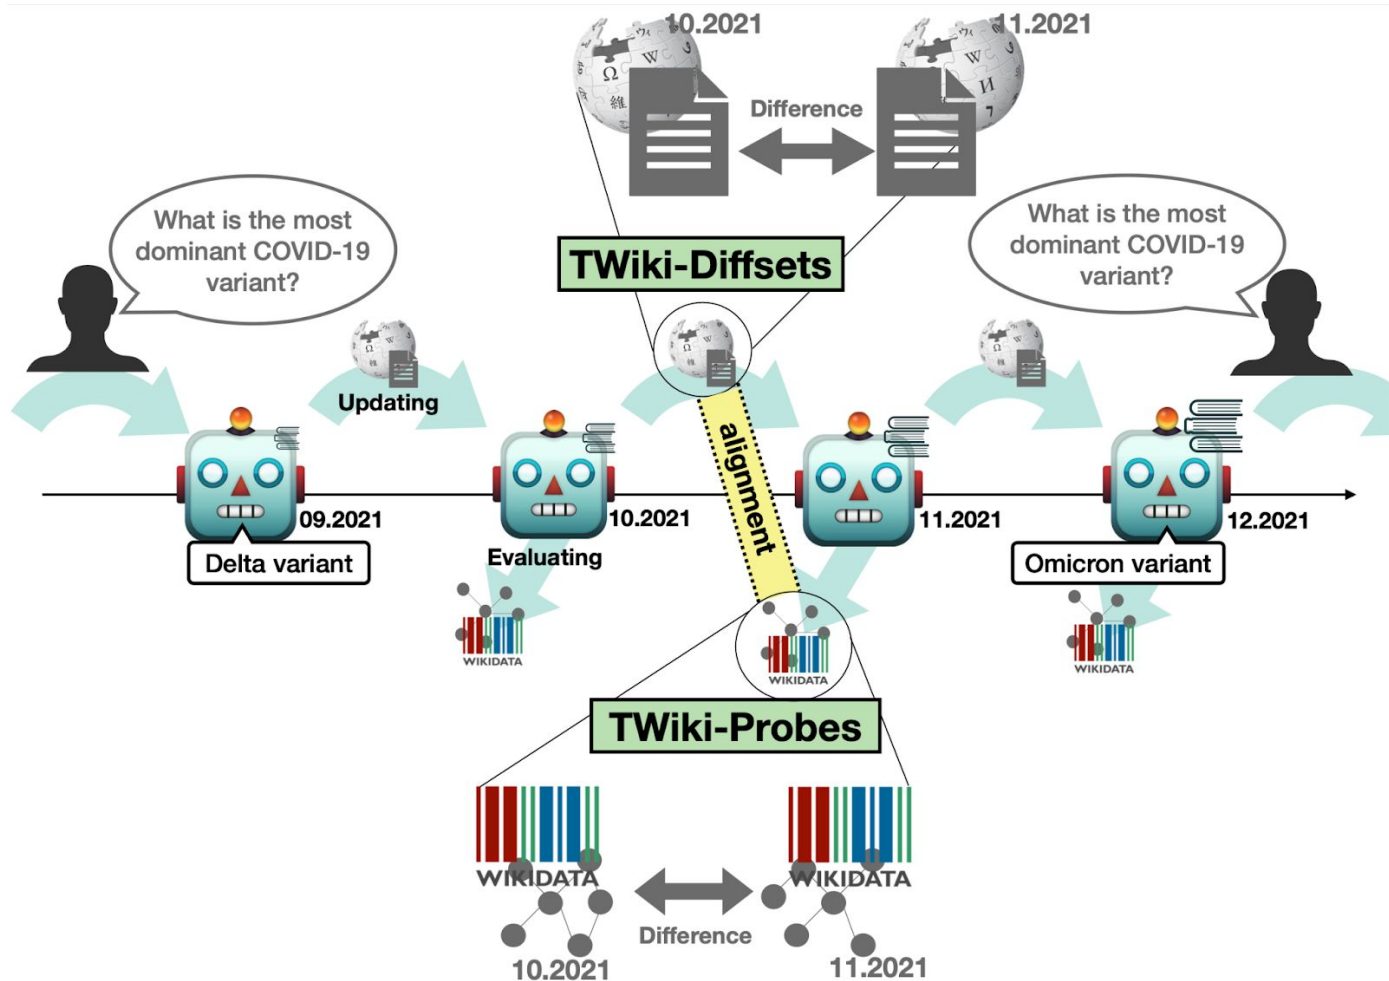 10.2021
11.2021
Difference
What is the most
dominant COVID-19
variant?
What is the most
dominant COVID-19
variant?
TWiki-Diffsets
Updating
alignment
09.2021
10.2021
11.2021
12.2021
Delta variant
Evaluating
Omicron variant
WIKIDATA
WIKIDATA
WIKIDATA
TWiki-Probes
WIKIDATA
WIKIDATA
Difference
10.2021
11.2021